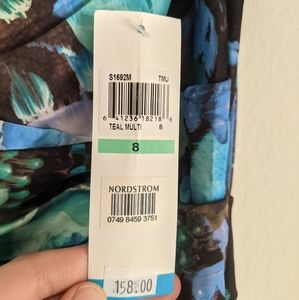 S1692M TMU
6 41236 18218 6
TEAL MULTI 8
8
NORDSTROM
0749 8459 3751
158.00